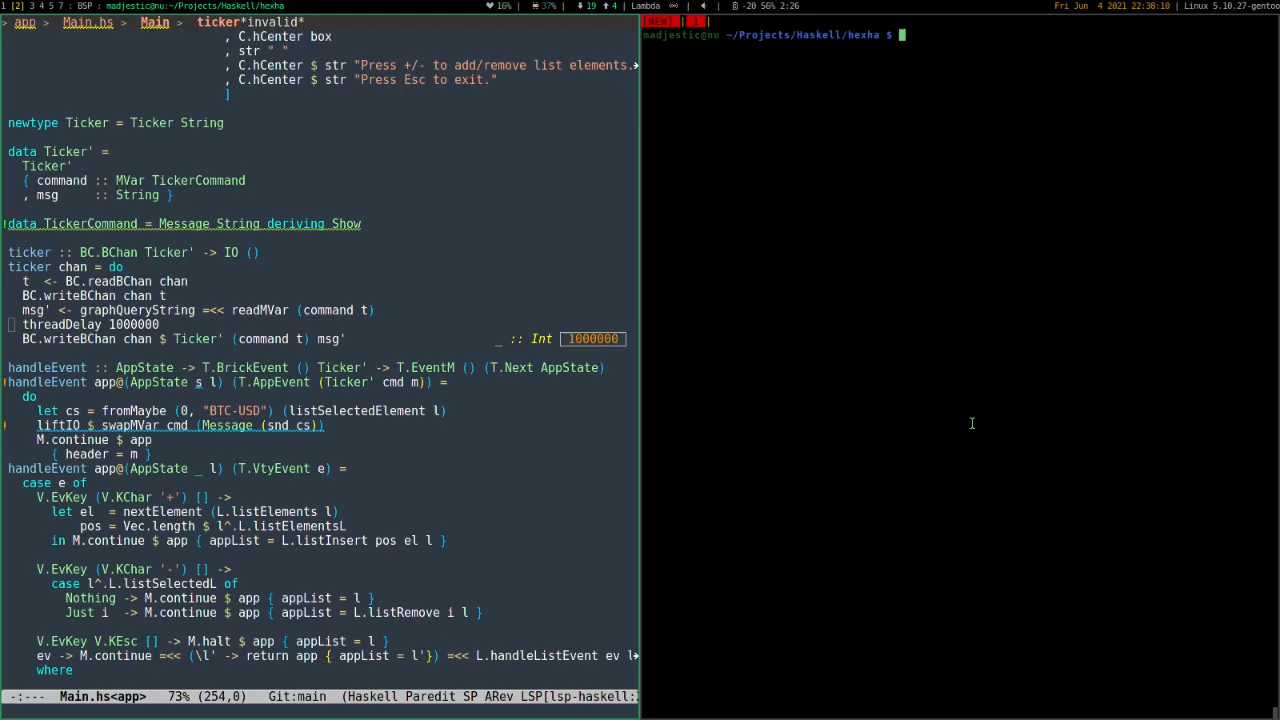 1 [2] 3 4 5 7 : BSP : madjestic@nu:~/Projects/Haskell/hexha 16% 37% 19 4 | Lambda -20 56% 2:26 Fri Jun 4 2021 22:38:10 | Linux 5.10.27-gentoo
> app > Main.hs > Main > ticker*invalid*
, C.hCenter box
, str " "
, C.hCenter $ str "Press +/- to add/remove list elements.
, C.hCenter $ str "Press Esc to exit."
]
newtype Ticker = Ticker String
data Ticker' =
Ticker'
{ command :: MVar TickerCommand
, msg :: String }
!data TickerCommand = Message String deriving Show
ticker :: BC.BChan Ticker' -> IO ()
ticker chan = do
t <- BC.readBChan chan
BC.writeBChan chan t
msg' <- graphQueryString =<< readMVar (command t)
threadDelay 1000000
BC.writeBChan chan $ Ticker' (command t) msg' _ :: Int 1000000
handleEvent :: AppState -> T.BrickEvent () Ticker' -> T.EventM () (T.Next AppState)
!handleEvent app@(AppState s l) (T.AppEvent (Ticker' cmd m)) =
do
let cs = fromMaybe (0, "BTC-USD") (listSelectedElement l)
! liftIO $ swapMVar cmd (Message (snd cs))
M.continue $ app
{ header = m }
handleEvent app@(AppState _ l) (T.VtyEvent e) =
case e of
V.EvKey (V.KChar '+') [] ->
let el = nextElement (L.listElements l)
pos = Vec.length $ l^.L.listElementsL
in M.continue $ app { appList = L.listInsert pos el l }
V.EvKey (V.KChar '-') [] ->
case l^.L.listSelectedL of
Nothing -> M.continue $ app { appList = l }
Just i -> M.continue $ app { appList = L.listRemove i l }
V.EvKey V.KEsc [] -> M.halt $ app { appList = l }
ev -> M.continue =<< (\l' -> return app { appList = l'}) =<< L.handleListEvent ev l
where
-:--- Main.hs<app> 73% (254,0) Git:main (Haskell Paredit SP ARev LSP[lsp-haskell:
[NEW] | 1 |
madjestic@nu ~/Projects/Haskell/hexha $